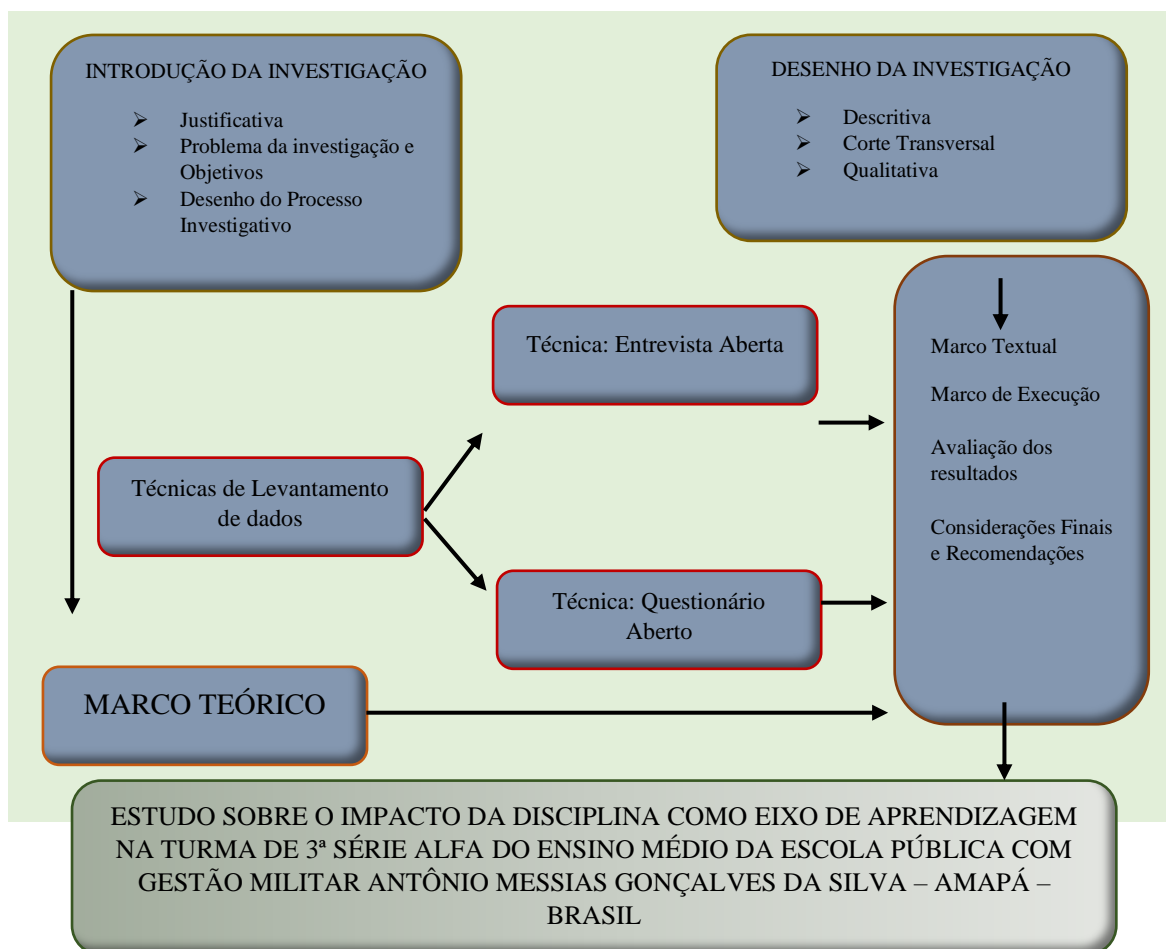 INTRODUÇÃO DA INVESTIGAÇÃO
➢ Justificativa
➢ Problema da investigação e
Objetivos
➢ Desenho do Processo
Investigativo
DESENHO DA INVESTIGAÇÃO
➢ Descritiva
➢ Corte Transversal
➢ Qualitativa
Técnica: Entrevista Aberta
Marco Textual
Marco de Execução
Avaliação dos
resultados
Considerações Finais
e Recomendações
Técnicas de Levantamento
de dados
Técnica: Questionário
Aberto
MARCO TEÓRICO
ESTUDO SOBRE O IMPACTO DA DISCIPLINA COMO EIXO DE APRENDIZAGEM
NA TURMA DE 3ª SÉRIE ALFA DO ENSINO MÉDIO DA ESCOLA PÚBLICA COM
GESTÃO MILITAR ANTÔNIO MESSIAS GONÇALVES DA SILVA – AMAPÁ –
BRASIL